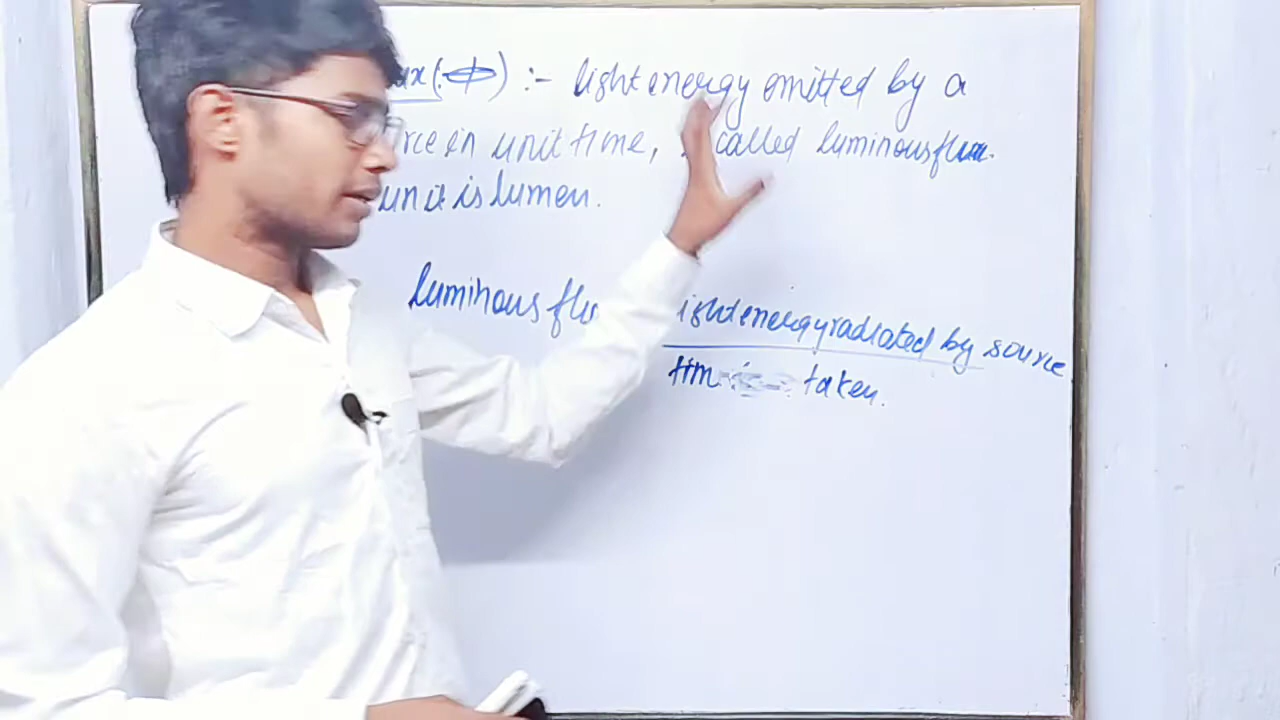 ux(:Φ) :- light energy emitted by a
rce in unit time, called luminous flux.
unit is lumen.
luminous flu
ight energy radiated by source
tim taken.